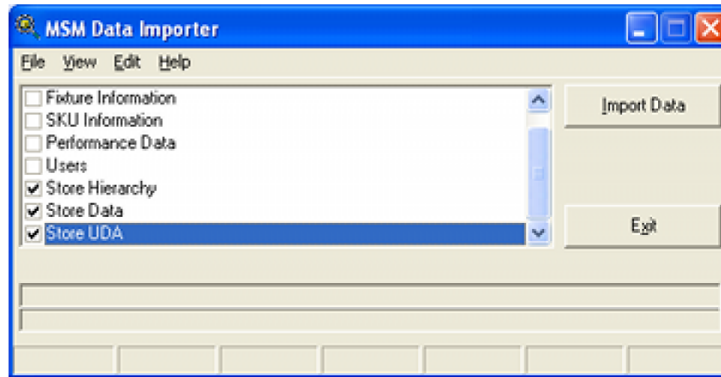 MSM Data Importer
File View Edit Help
Fixture Information
SKU Information
Performance Data
Users
Store Hierarchy
Store Data
Store UDA
Import Data
Exit